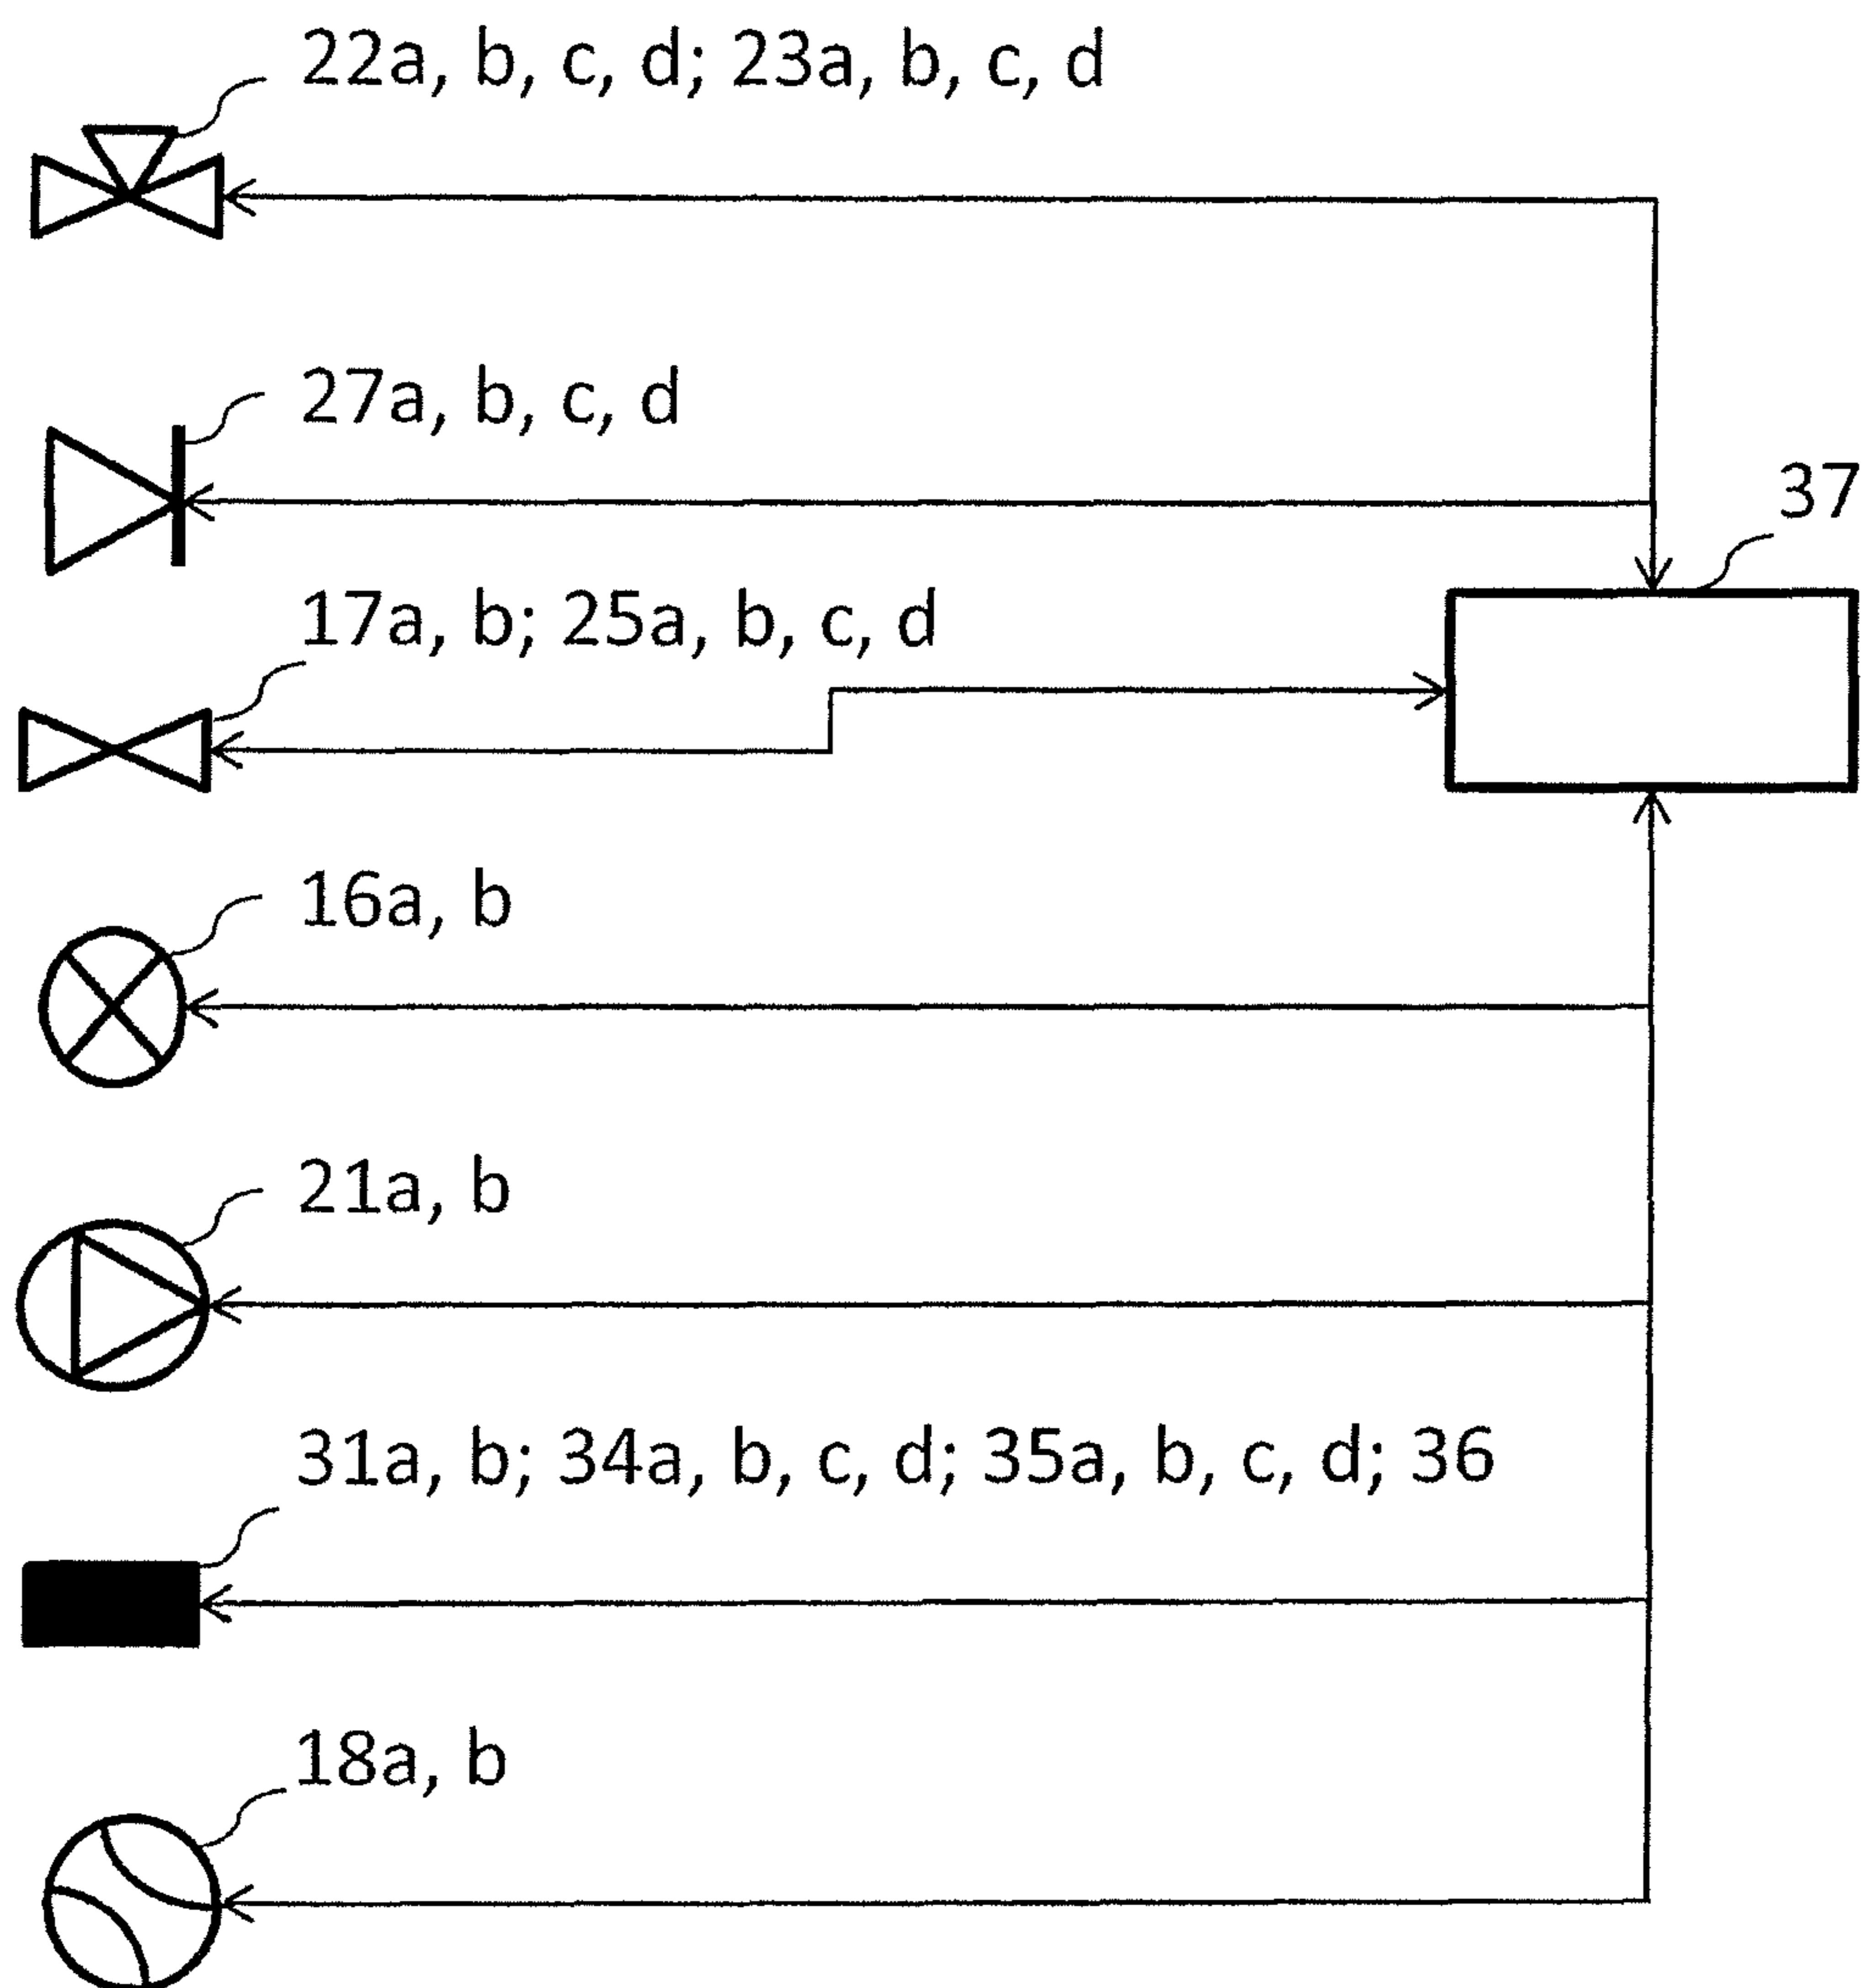 22a, b, c, d; 23a, b, c, d
27a, b, c, d
37
17a, b; 25a, b, c, d
16a, b
21a, b
31a, b; 34a, b, c, d; 35a, b, c, d; 36
18a, b